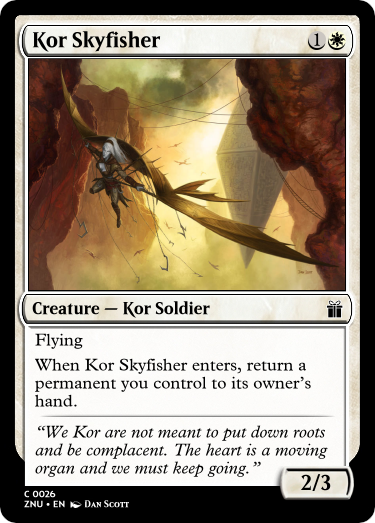 Kor Skyfisher 1
Creature — Kor Soldier
Flying
When Kor Skyfisher enters, return a
permanent you control to its owner's
hand.
“We Kor are not meant to put down roots
and be complacent. The heart is a moving
organ and we must keep going.”
2/3
C 0026
ZNU • EN DAN SCOTT